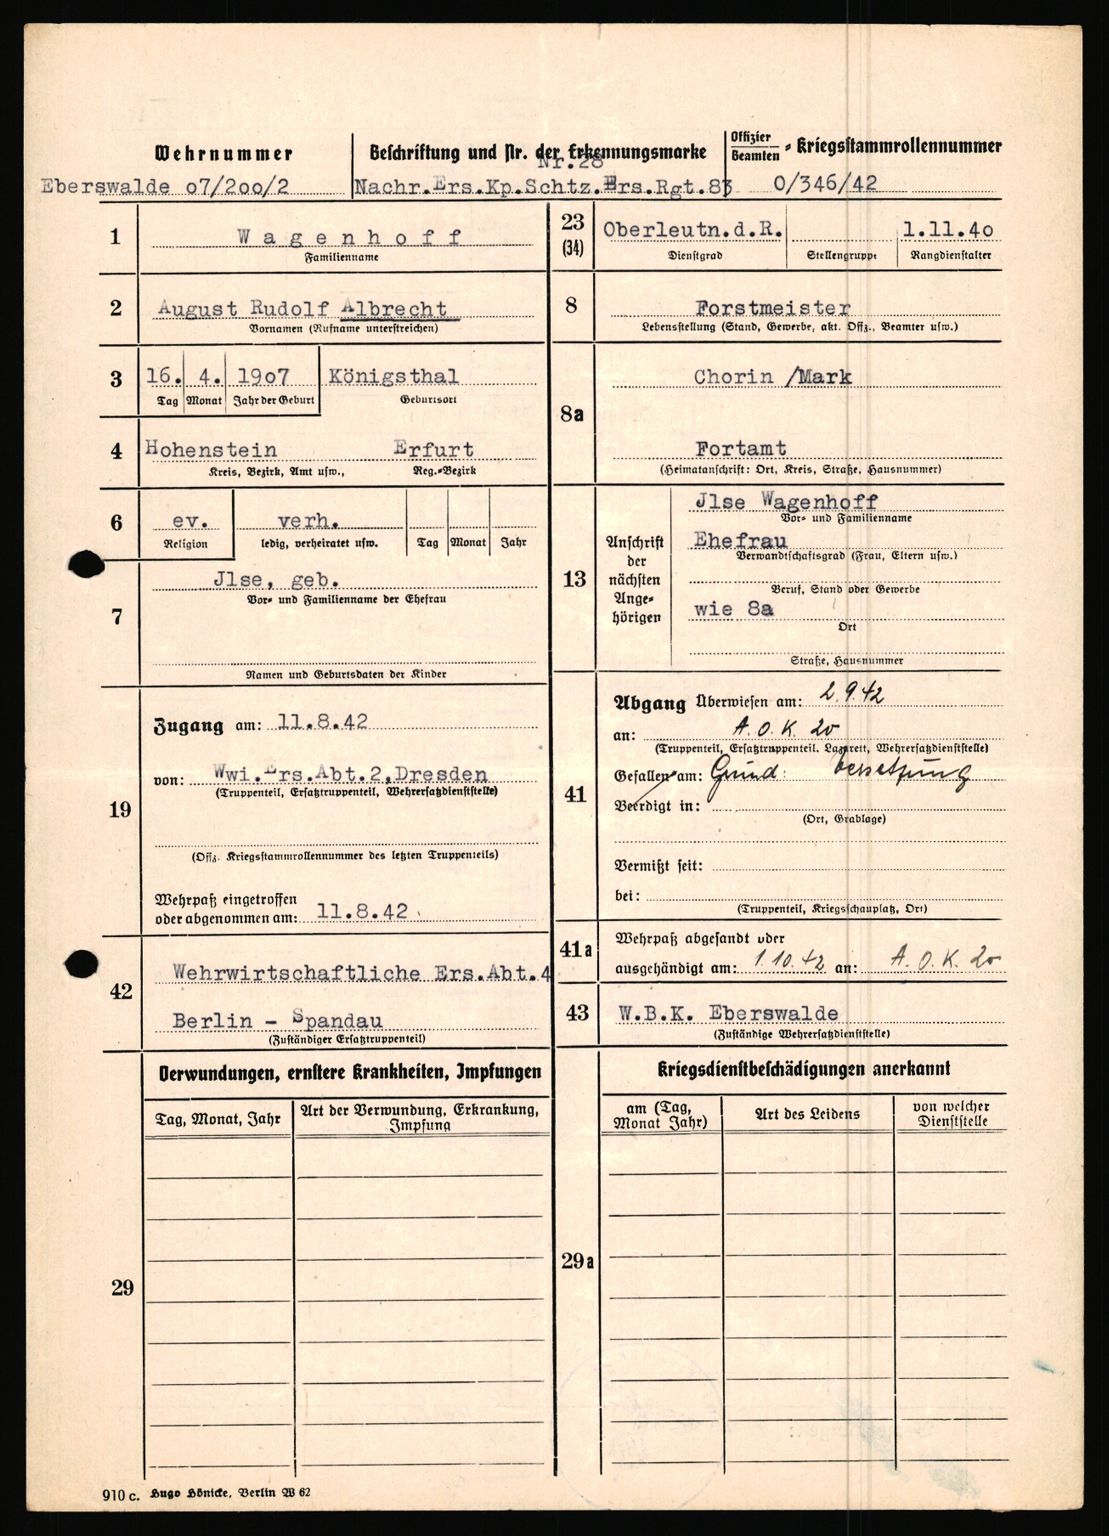 Wehrnummer
Eberswalde o7/2oo/2
Beschriftung und Nr. der Erkennungsmarke
Nr.28
Nachr.Ers.Kp.Schtz.Ers.Rgt.83
Offizier
Beamten
-Kriegsstammrollennummer
O/346/42
1
Wagenhoff
Familienname
2
August Rudolf Albrecht
Vornamen (Rufname unterstreichen)
3
16. 4. 19o7 Königsthal
Tag Monat Jahr der Geburt Geburtsort
4
Hohenstein Erfurt
Kreis, Bezirk, Amt usw., Reg.-Bezirk
6
ev. verh.
Religion ledig, verheiratet usw. Tag Monat Jahr
7
Jlse, geb.
Vor- und Familienname der Ehefrau
Namen und Geburtsdaten der Kinder
19
Zugang am: 11.8.42
von: Wwi.Ers.Abt.2,Dresden
(Truppenteil, Ersatztruppenteil, Wehrersatzdienststelle)
(Offz. Kriegsstammrollennummer des letzten Truppenteils)
Wehrpaß eingetroffen
oder abgenommen am: 11.8.42
42
Wehrwirtschaftliche Ers.Abt.4
Berlin - Spandau
(Zuständiger Ersatztruppenteil)
23
(34)
Oberleutn.d.R. 1.11.4o
Dienstgrad Stellengruppe Rangdienstalter
8
Forstmeister
Lebensstellung (Stand, Gewerbe, akt. Offz., Beamter usw.)
8a
Chorin /Mark
Fortamt
(Heimatanschrift: Ort, Kreis, Straße, Hausnummer)
13
Anschrift
der
nächsten
Ange-
hörigen
Jlse Wagenhoff
Vor- und Familienname
Ehefrau
Verwandtschaftsgrad (Frau, Eltern usw.)
Beruf, Stand oder Gewerbe
wie 8a
Ort
Straße, Hausnummer
41
Abgang Überwiesen am: 2.9.42
an: A.O.K. 20
(Truppenteil, Ersatztruppenteil, Lazarett, Wehrersatzdienststelle)
Gefallen am: Grund: Versetzung
Beerdigt in:
(Ort, Grablage)
Vermißt seit:
bei:
(Truppenteil, Kriegsschauplatz, Ort)
41a
Wehrpaß abgesandt oder
ausgehändigt am: 1.10.42 an: A.O.K. 20
43
W.B.K. Eberswalde
(Zuständige Wehrersatzdienststelle)
29
Verwundungen, ernstere Krankheiten, Impfungen
Tag, Monat, Jahr
Art der Verwundung, Erkrankung,
Impfung
29a
Kriegsdienstbeschädigungen anerkannt
am (Tag,
Monat Jahr)
Art des Leidens
von welcher
Dienststelle
910 c. Hugo Hönicke, Berlin W 62